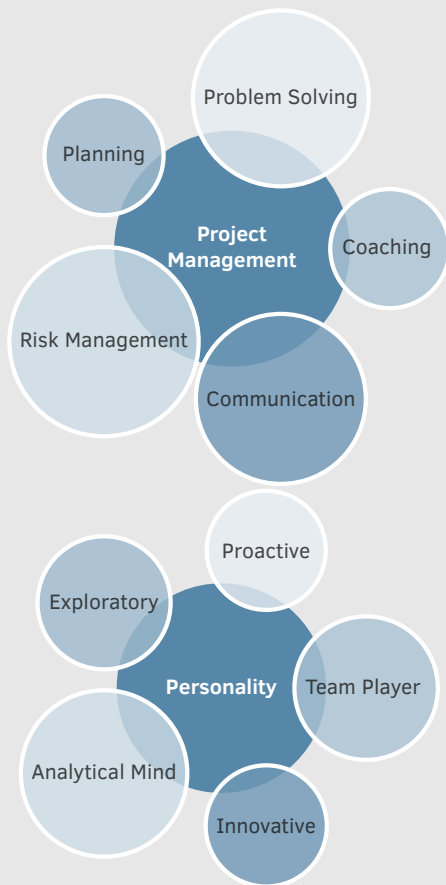 Problem Solving
Planning
Project
Management
Coaching
Risk Management
Communication
Proactive
Exploratory
Personality
Team Player
Analytical Mind
Innovative